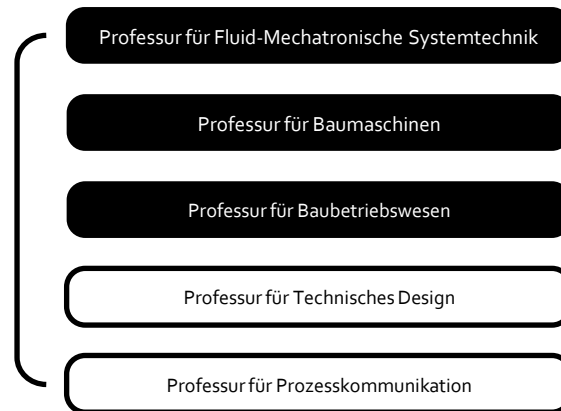 Professur für Fluid-Mechatronische Systemtechnik
Professur für Baumaschinen
Professur für Baubetriebswesen
Professur für Technisches Design
Professur für Prozesskommunikation